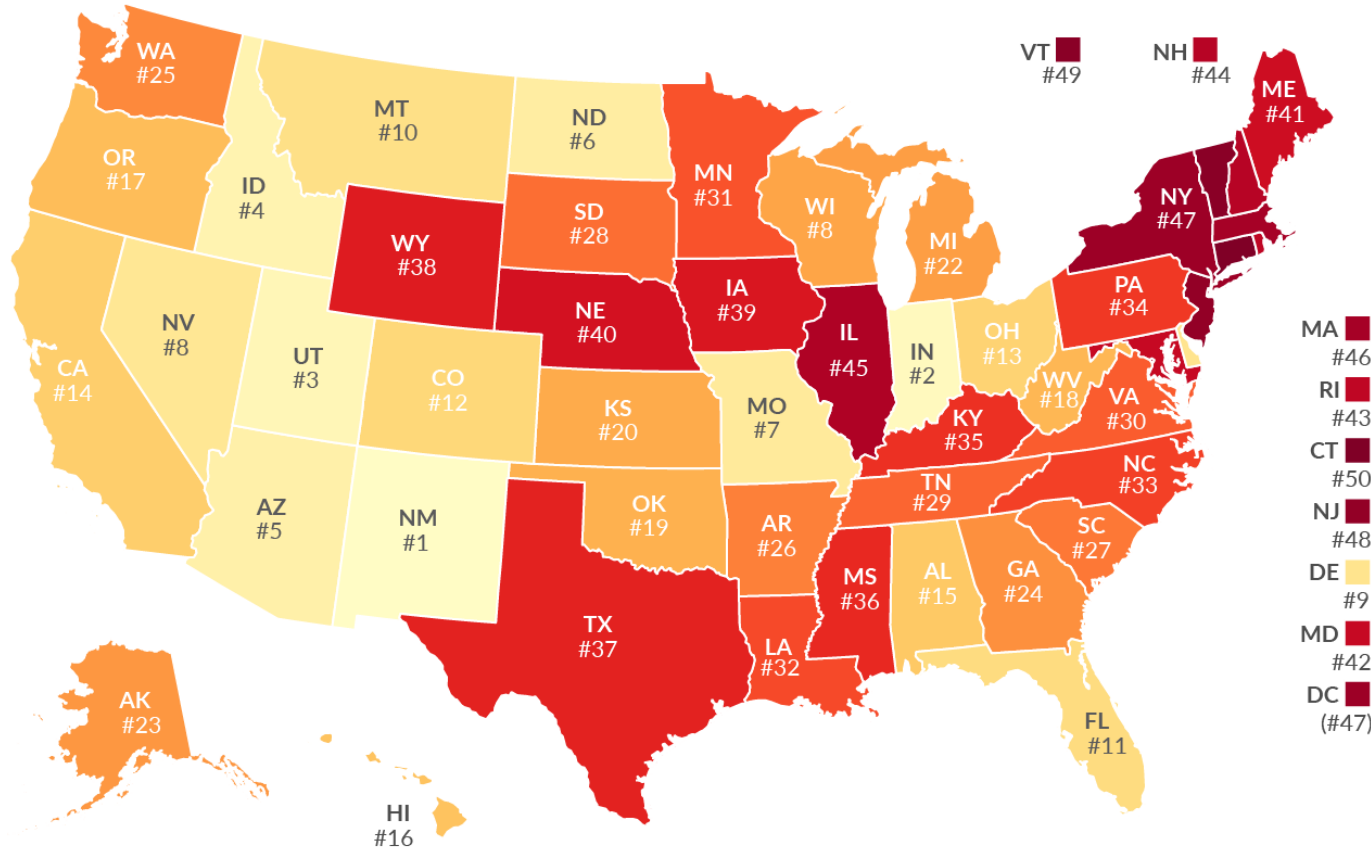 VT
#49
NH
#44
WA
#25
ME
#41
MT
#10
ND
#6
OR
#17
MN
#31
ID
#4
SD
#28
WI
#8
NY
#47
WY
#38
MI
#22
PA
#34
IA
#39
NE
#40
NV
#8
IL
#45
OH
#13
IN
#2
MA
#46
UT
#3
CA
#14
CO
#12
WV
#18
RI
#43
VA
#30
MO
#7
KS
#20
KY
#35
CT
#50
NC
#33
TN
#29
AZ
#5
OK
#19
NM
#1
NJ
#48
AR
#26
SC
#27
DE
#9
GA
#24
AL
#15
MS
#36
TX
#37
MD
#42
LA
#32
AK
#23
DC
(#47)
FL
#11
HI
#16